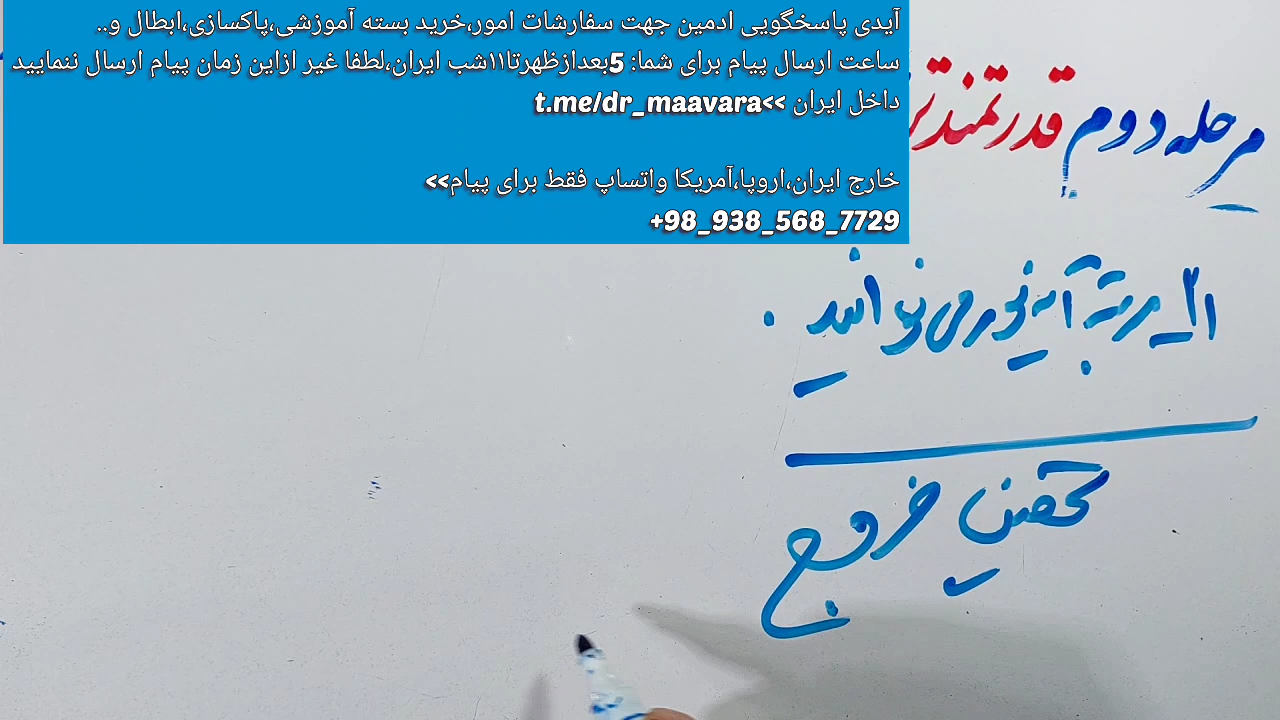 آیدی پاسخگویی ادمین جهت سفارشات امور،خرید بسته آموزشی،پاکسازی،ابطال و..
ساعت ارسال پیام برای شما: 5بعدازظهرتا۱۱شب ایران،لطفا غیر ازاین زمان پیام ارسال ننمایید
داخل ایران >>t.me/dr_maavara
خارج ایران،اروپا،آمریکا واتساپ فقط برای پیام>>
+98_938_568_7729
مرحله دوم قدرتمندتر
مرتبه آیه نور می خوانید .
تحصین خروج